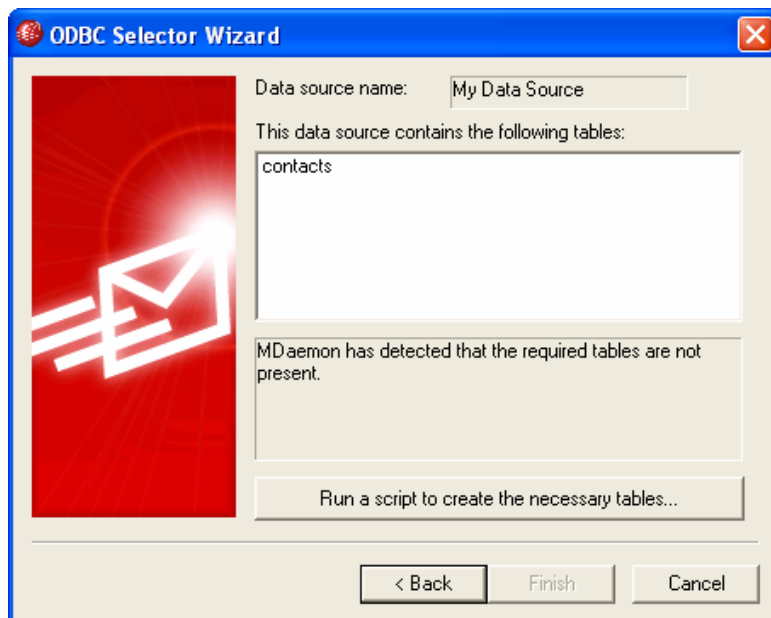 ODBC Selector Wizard
Data source name: My Data Source
This data source contains the following tables:
contacts
MDaemon has detected that the required tables are not
present.
Run a script to create the necessary tables...
< Back Finish Cancel